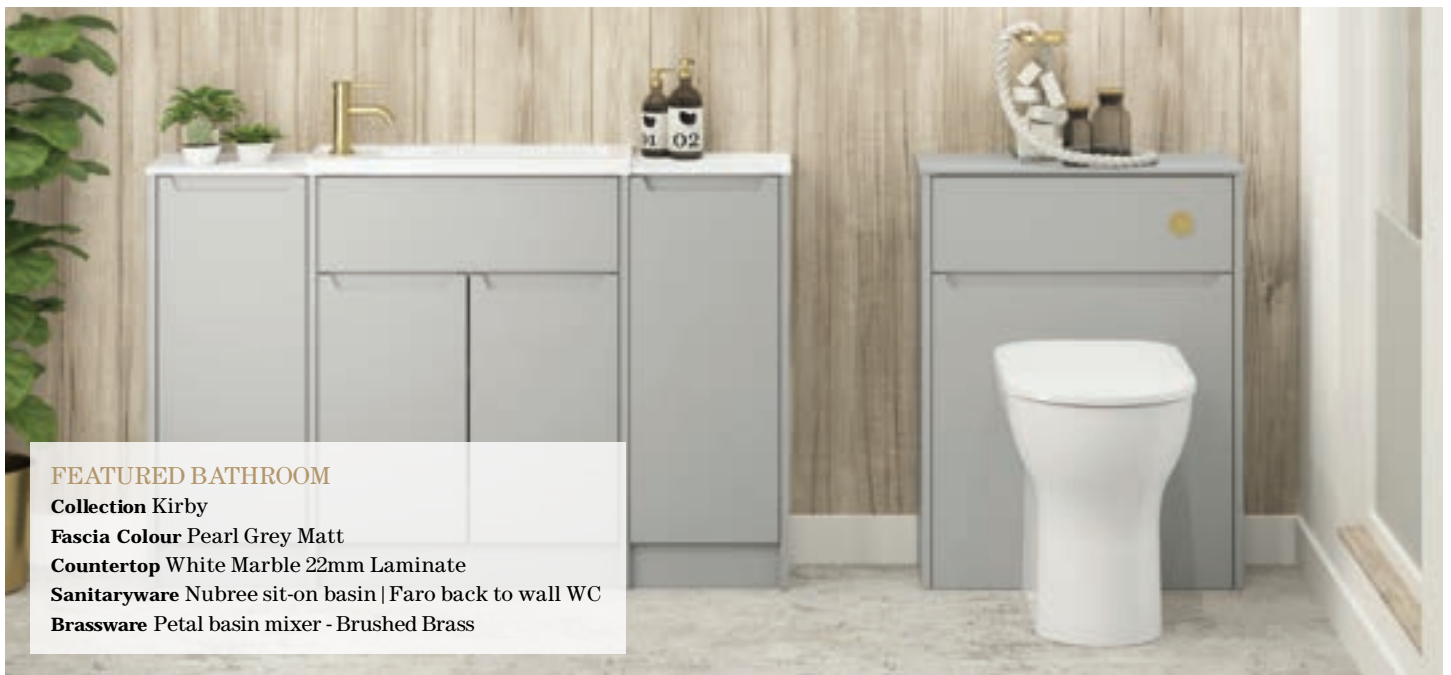 01 02
FEATURED BATHROOM
Collection Kirby
Fascia Colour Pearl Grey Matt
Countertop White Marble 22mm Laminate
Sanitaryware Nubree sit-on basin | Faro back to wall WC
Brassware Petal basin mixer - Brushed Brass